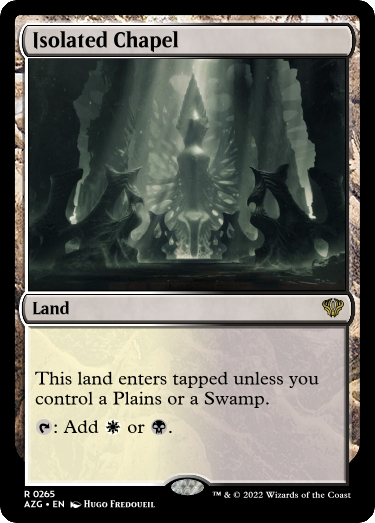 Isolated Chapel
Land
This land enters tapped unless you
control a Plains or a Swamp.
: Add or .
R 0265
AZG • EN Hugo Fredoueil
™ & © 2022 Wizards of the Coast